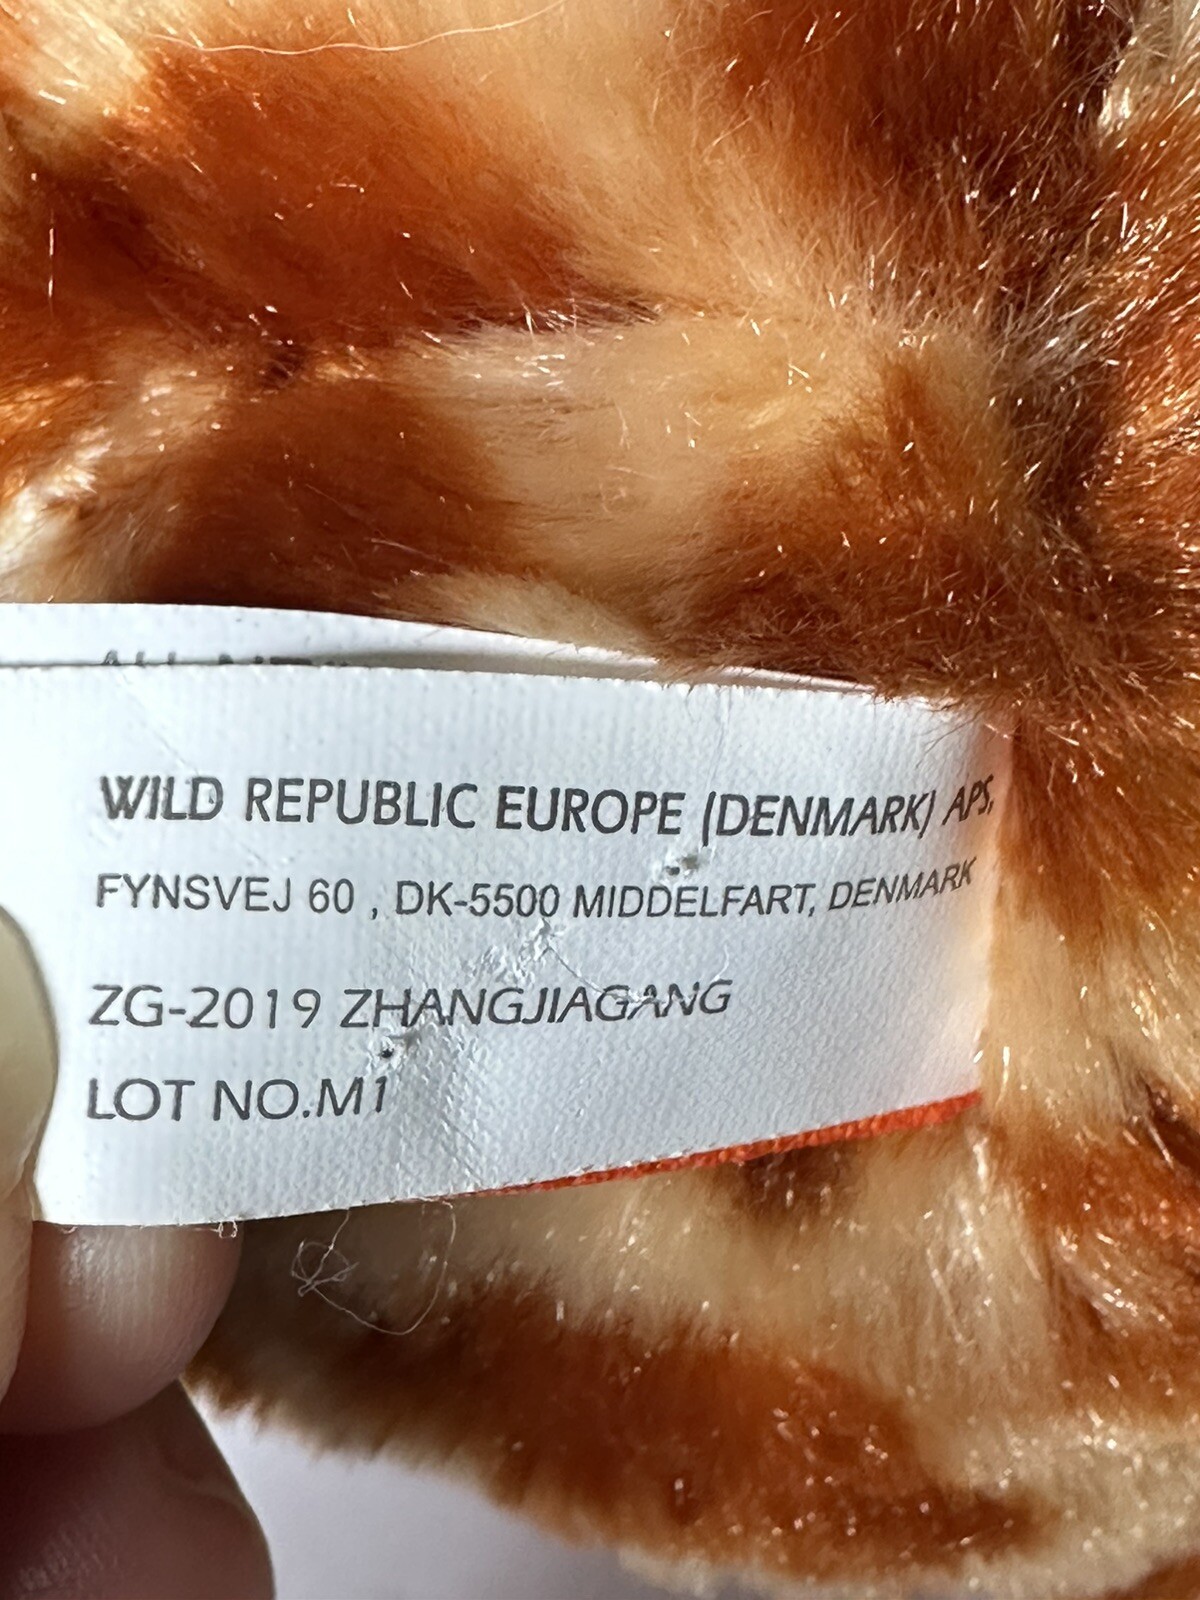 WILD REPUBLIC EUROPE (DENMARK) APS,
FYNSVEJ 60 , DK-5500 MIDDELFART, DENMARK
ZG-2019 ZHANGJIAGANG
LOT NO.M1